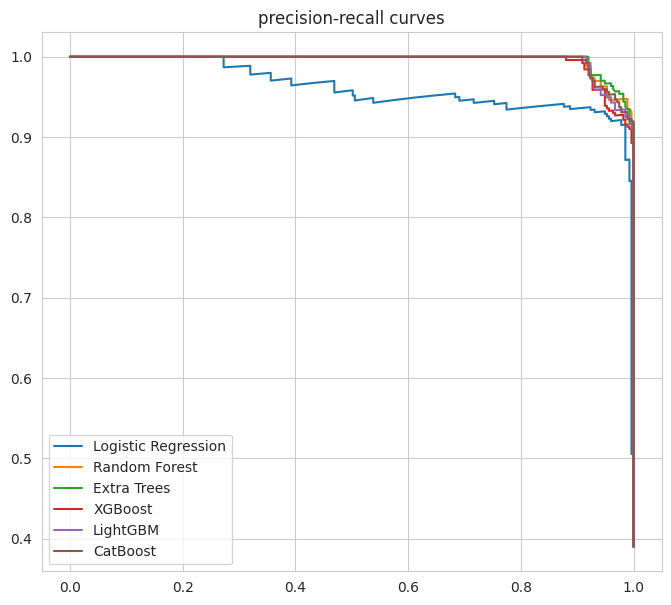 precision-recall curves
1.0
0.9
0.8
0.7
0.6
0.5
0.4
Logistic Regression
Random Forest
Extra Trees
XGBoost
LightGBM
CatBoost
0.0 0.2 0.4 0.6 0.8 1.0